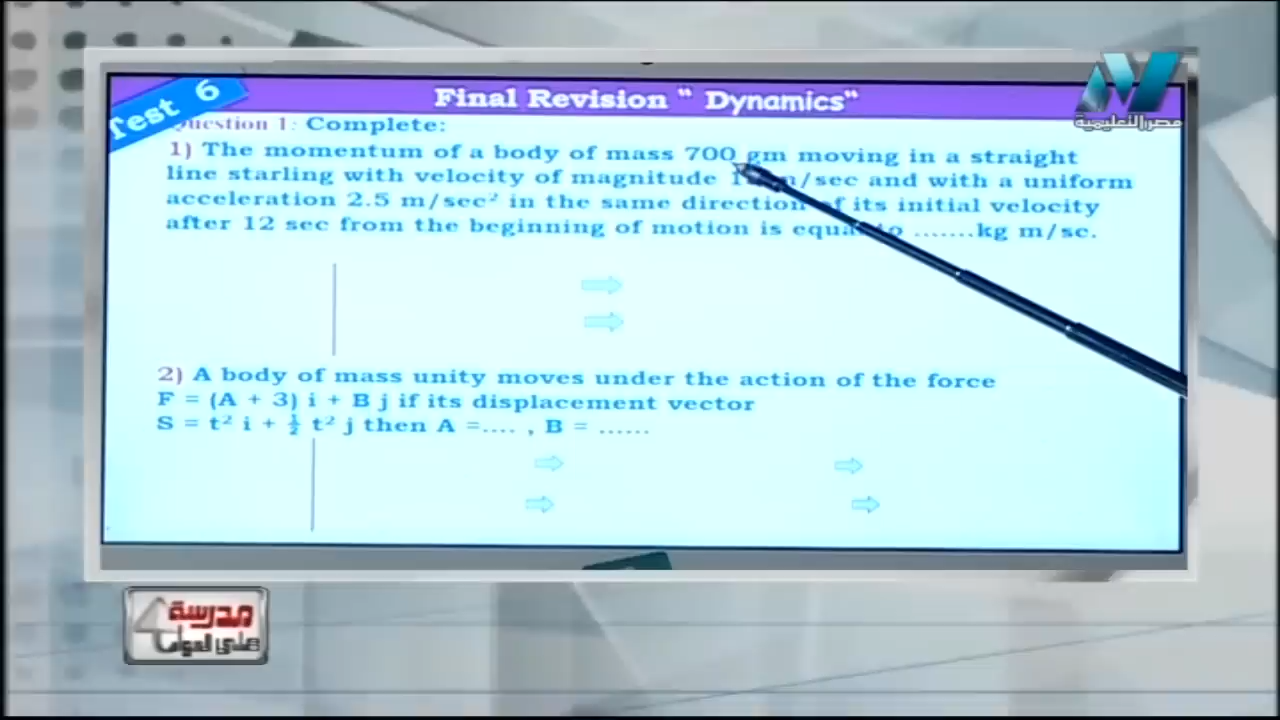 مصر التعليمية
Test 6
Final Revision " Dynamics"
Question 1: Complete:
1) The momentum of a body of mass 700 gm moving in a straight
line starling with velocity of magnitude m/sec and with a uniform
acceleration 2.5 m/sec² in the same direction of its initial velocity
after 12 sec from the beginning of motion is equal to .......kg m/sc.
2) A body of mass unity moves under the action of the force
F = (A + 3) i + B j if its displacement vector
S = t² i + ½ t² j then A =.... , B = ......
مدرسة
على الهواء